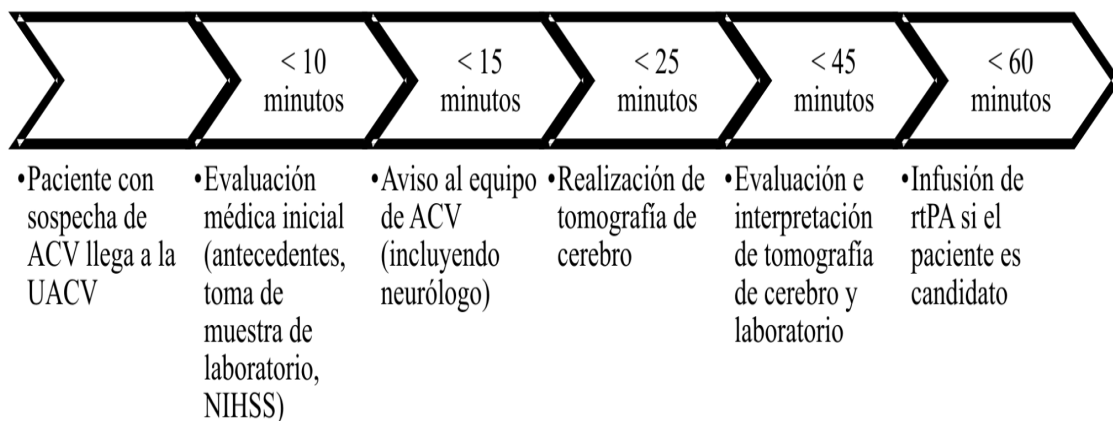 < 10
minutos
< 15
minutos
< 25
minutos
< 45
minutos
< 60
minutos
•Paciente con
sospecha de
ACV llega a la
UACV
•Evaluación
médica inicial
(antecedentes,
toma de
muestra de
laboratorio,
NIHSS)
•Aviso al equipo
de ACV
(incluyendo
neurólogo)
•Realización de
tomografía de
cerebro
•Evaluación e
interpretación
de tomografía
de cerebro y
laboratorio
•Infusión de
rtPA si el
paciente es
candidato